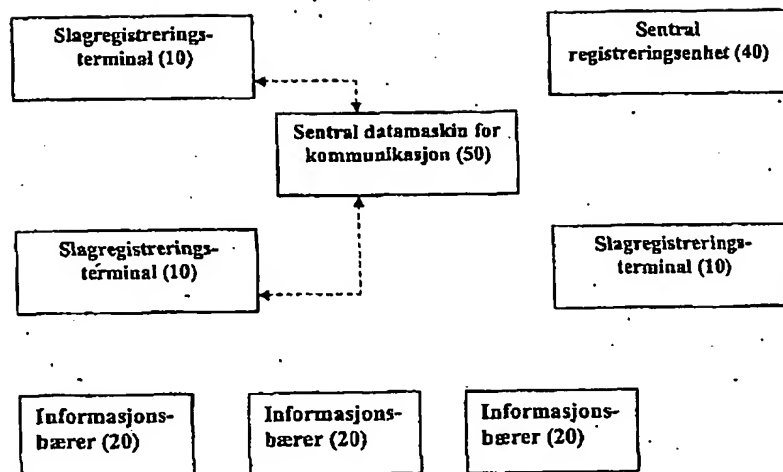 Slagregistrerings-
terminal (10)
Sentral
registreringsenhet (40)
Sentral datamaskin for
kommunikasjon (50)
Slagregistrerings-
terminal (10)
Slagregistrerings-
terminal (10)
Informasjons-
bærer (20)
Informasjons-
bærer (20)
Informasjons-
bærer (20)